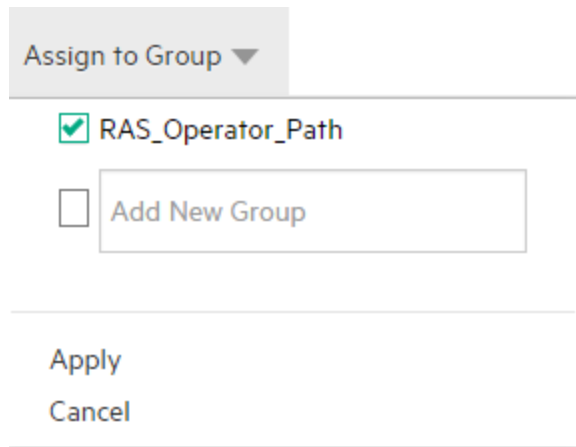 Assign to Group
RAS_Operator_Path
Add New Group
Apply
Cancel